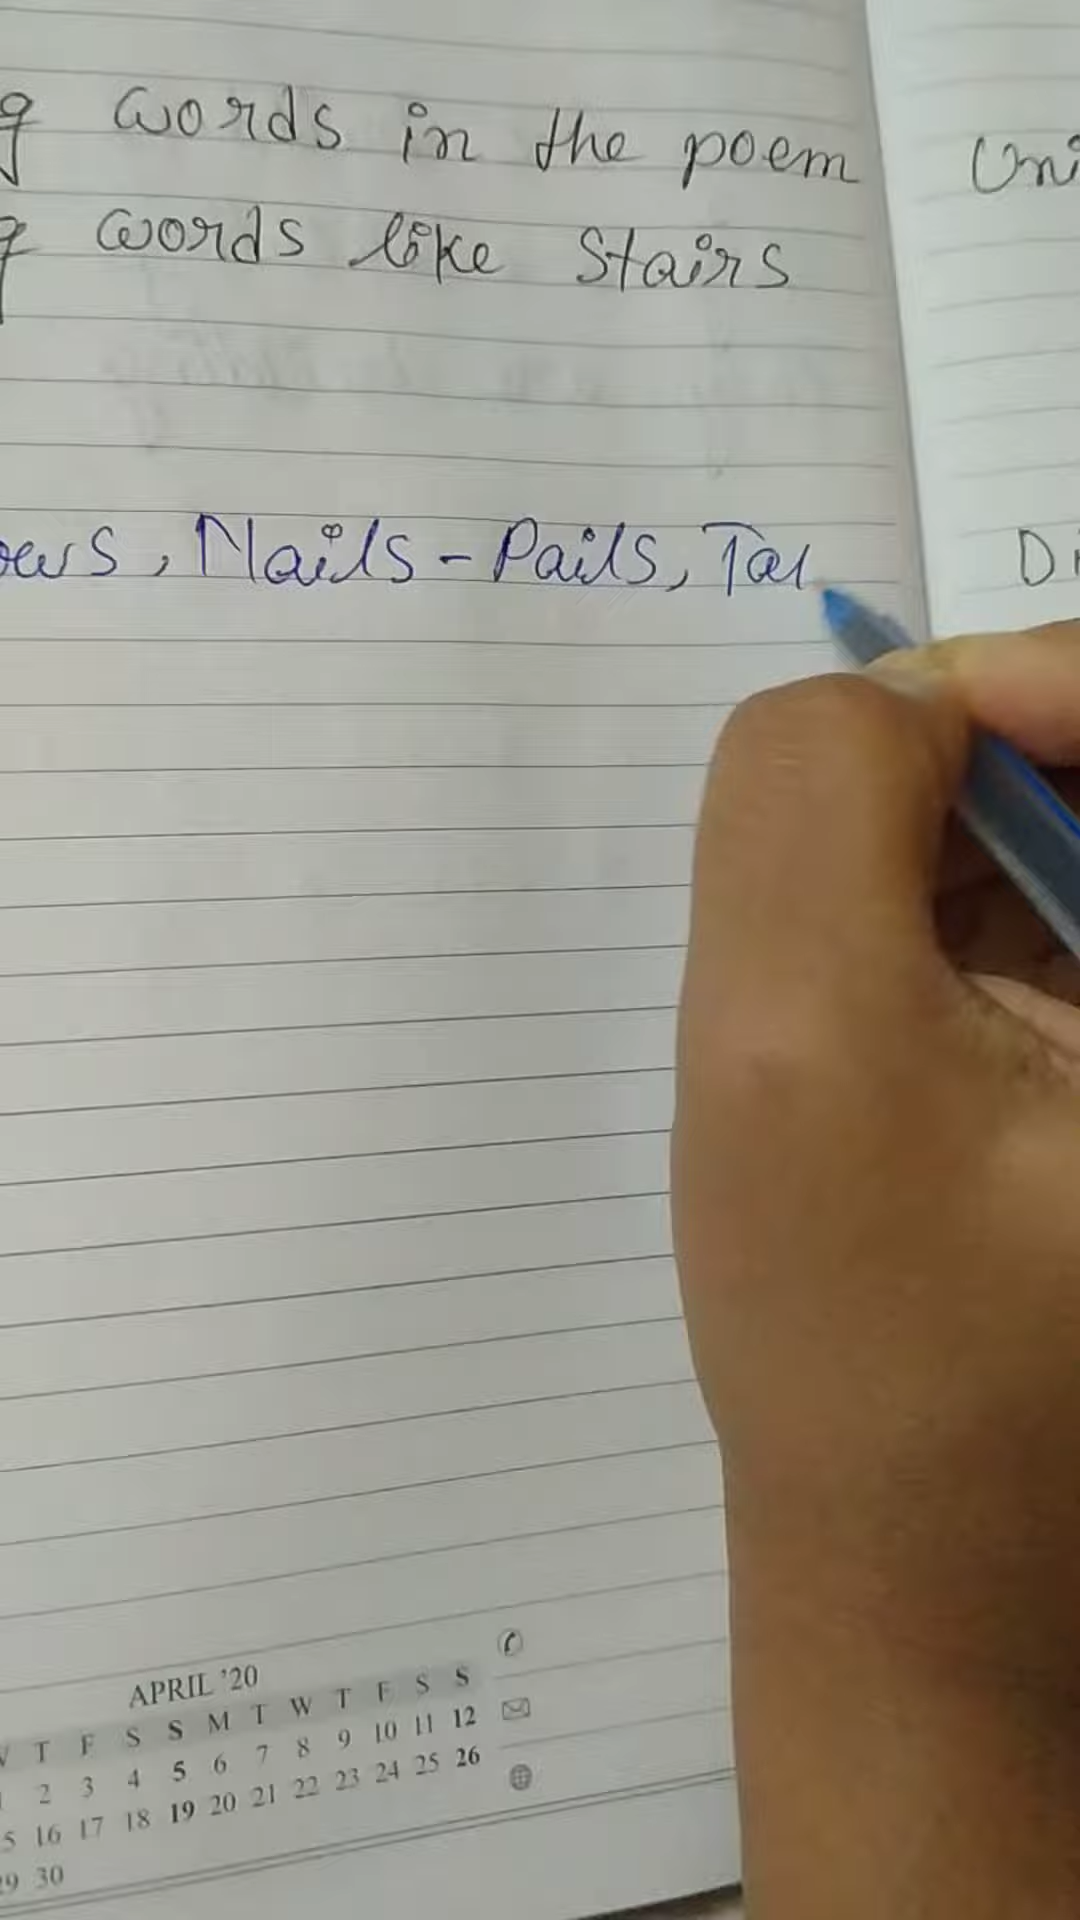 words in the poem
words like Stairs
, Nails - Pails, Tal
APRIL '20
T F S S M T W T F S S
2 3 4 5 6 7 8 9 10 11 12
16 17 18 19 20 21 22 23 24 25 26
30